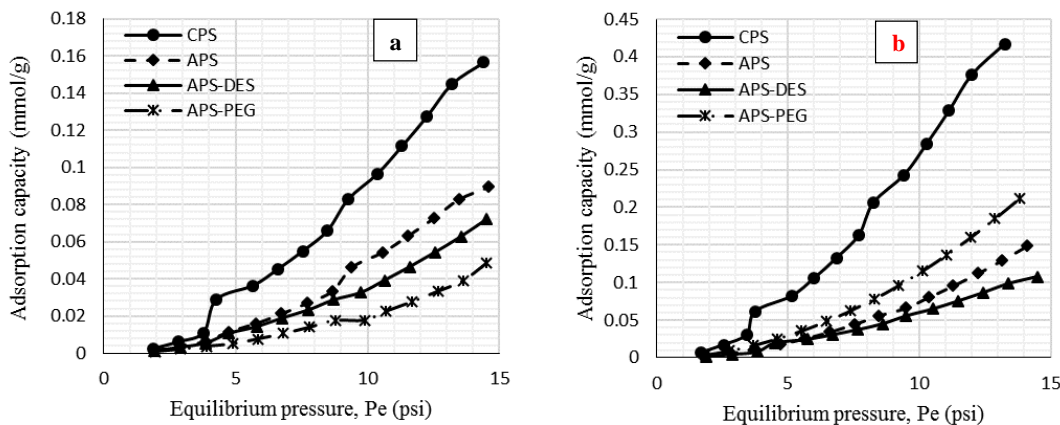 0.18
0.16
0.14
0.12
0.1
0.08
0.06
0.04
0.02
0
Adsorption capacity (mmol/g)
CPS
APS
APS-DES
APS-PEG
a
0
5
10
15
Equilibrium pressure, Pe (psi)
0.45
0.4
0.35
0.3
0.25
0.2
0.15
0.1
0.05
0
Adsorption capacity (mmol/g)
CPS
APS
APS-DES
APS-PEG
b
0
5
10
15
Equilibrium pressure, Pe (psi)